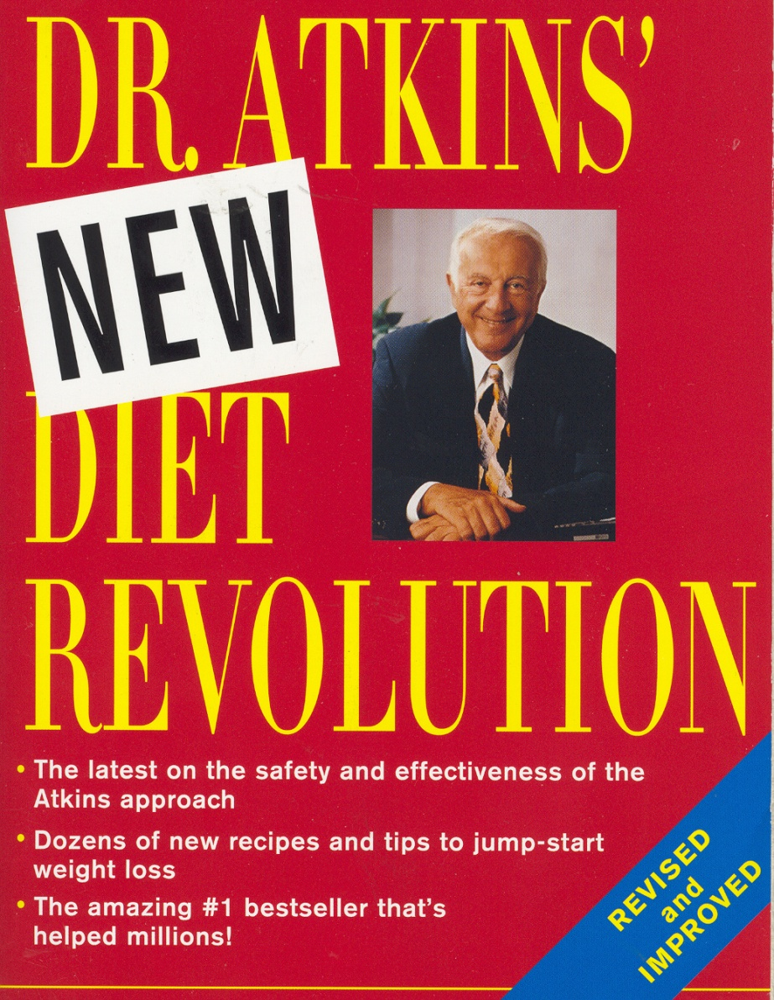 DR. ATKINS'
NEW
DIET
REVOLUTION
• The latest on the safety and effectiveness of the
Atkins approach
• Dozens of new recipes and tips to jump-start
weight loss
• The amazing #1 bestseller that's
helped millions!
REVISED
and
IMPROVED